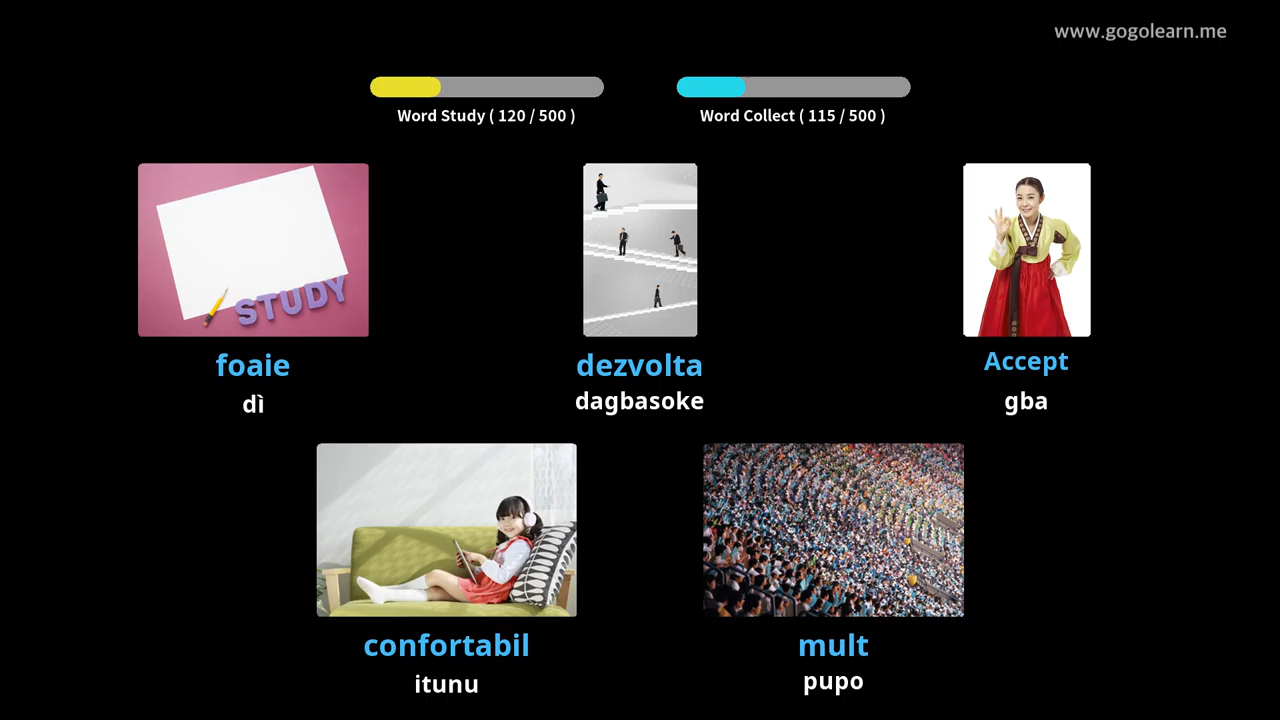 www.gogolearn.me
Word Study ( 120 / 500 )
Word Collect ( 115 / 500 )
STUDY
foaie
dezvolta
Accept
dì
dagbasoke
gba
confortabil
mult
itunu
pupo